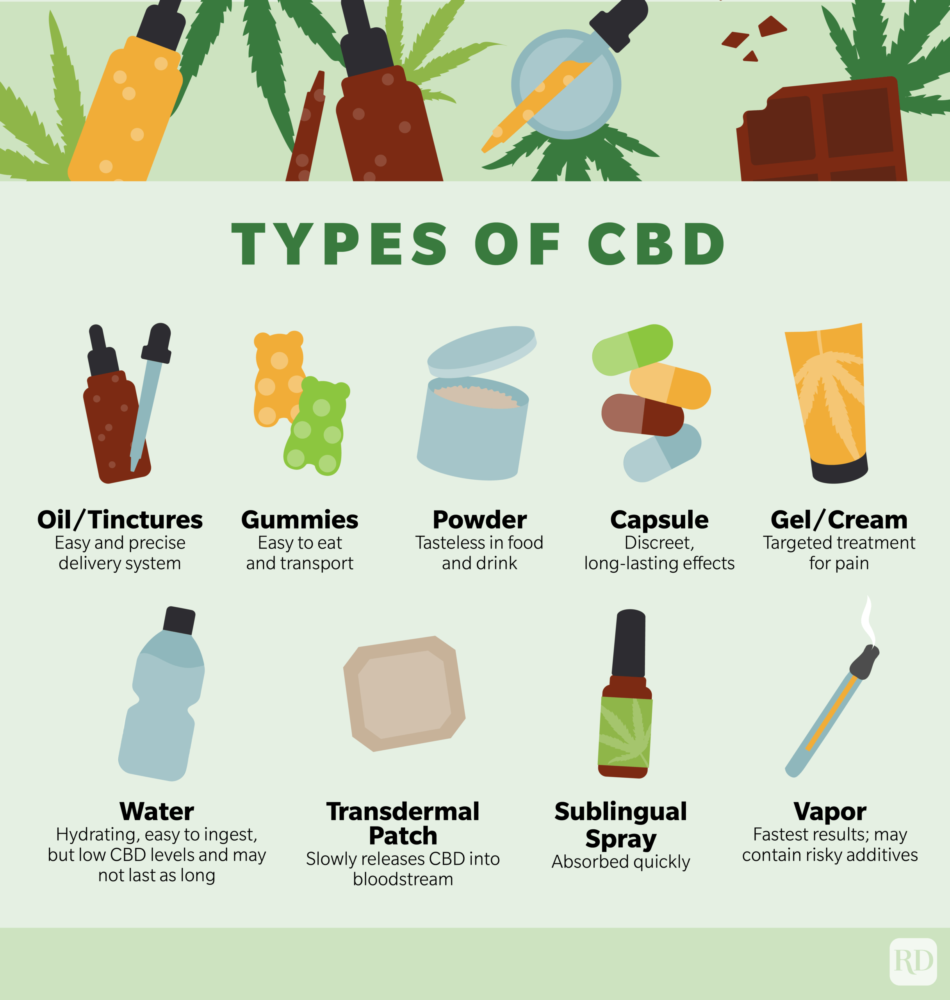 TYPES OF CBD
Oil/Tinctures
Easy and precise
delivery system
Gummies
Easy to eat
and transport
Powder
Tasteless in food
and drink
Capsule
Discreet,
long-lasting effects
Gel/Cream
Targeted treatment
for pain
Water
Hydrating, easy to ingest,
but low CBD levels and may
not last as long
Transdermal
Patch
Slowly releases CBD into
bloodstream
Sublingual
Spray
Absorbed quickly
Vapor
Fastest results; may
contain risky additives
RD